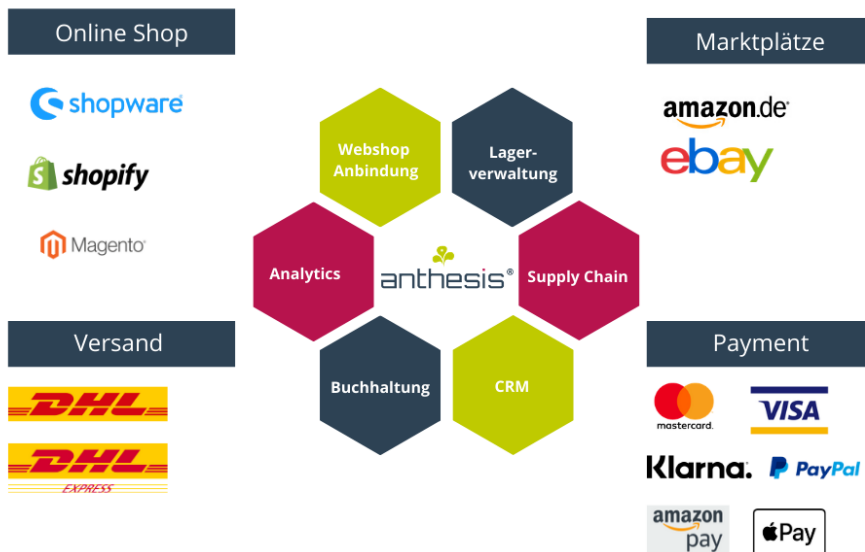 Online Shop
shopware
shopify
Magento
Marktplätze
amazon.de
ebay
Webshop
Anbindung
Lager-
verwaltung
Analytics
anthesis®
Supply Chain
Buchhaltung
CRM
Versand
DHL
DHL
EXPRESS
Payment
mastercard.
VISA
Klarna.
PayPal
amazon
pay
Pay